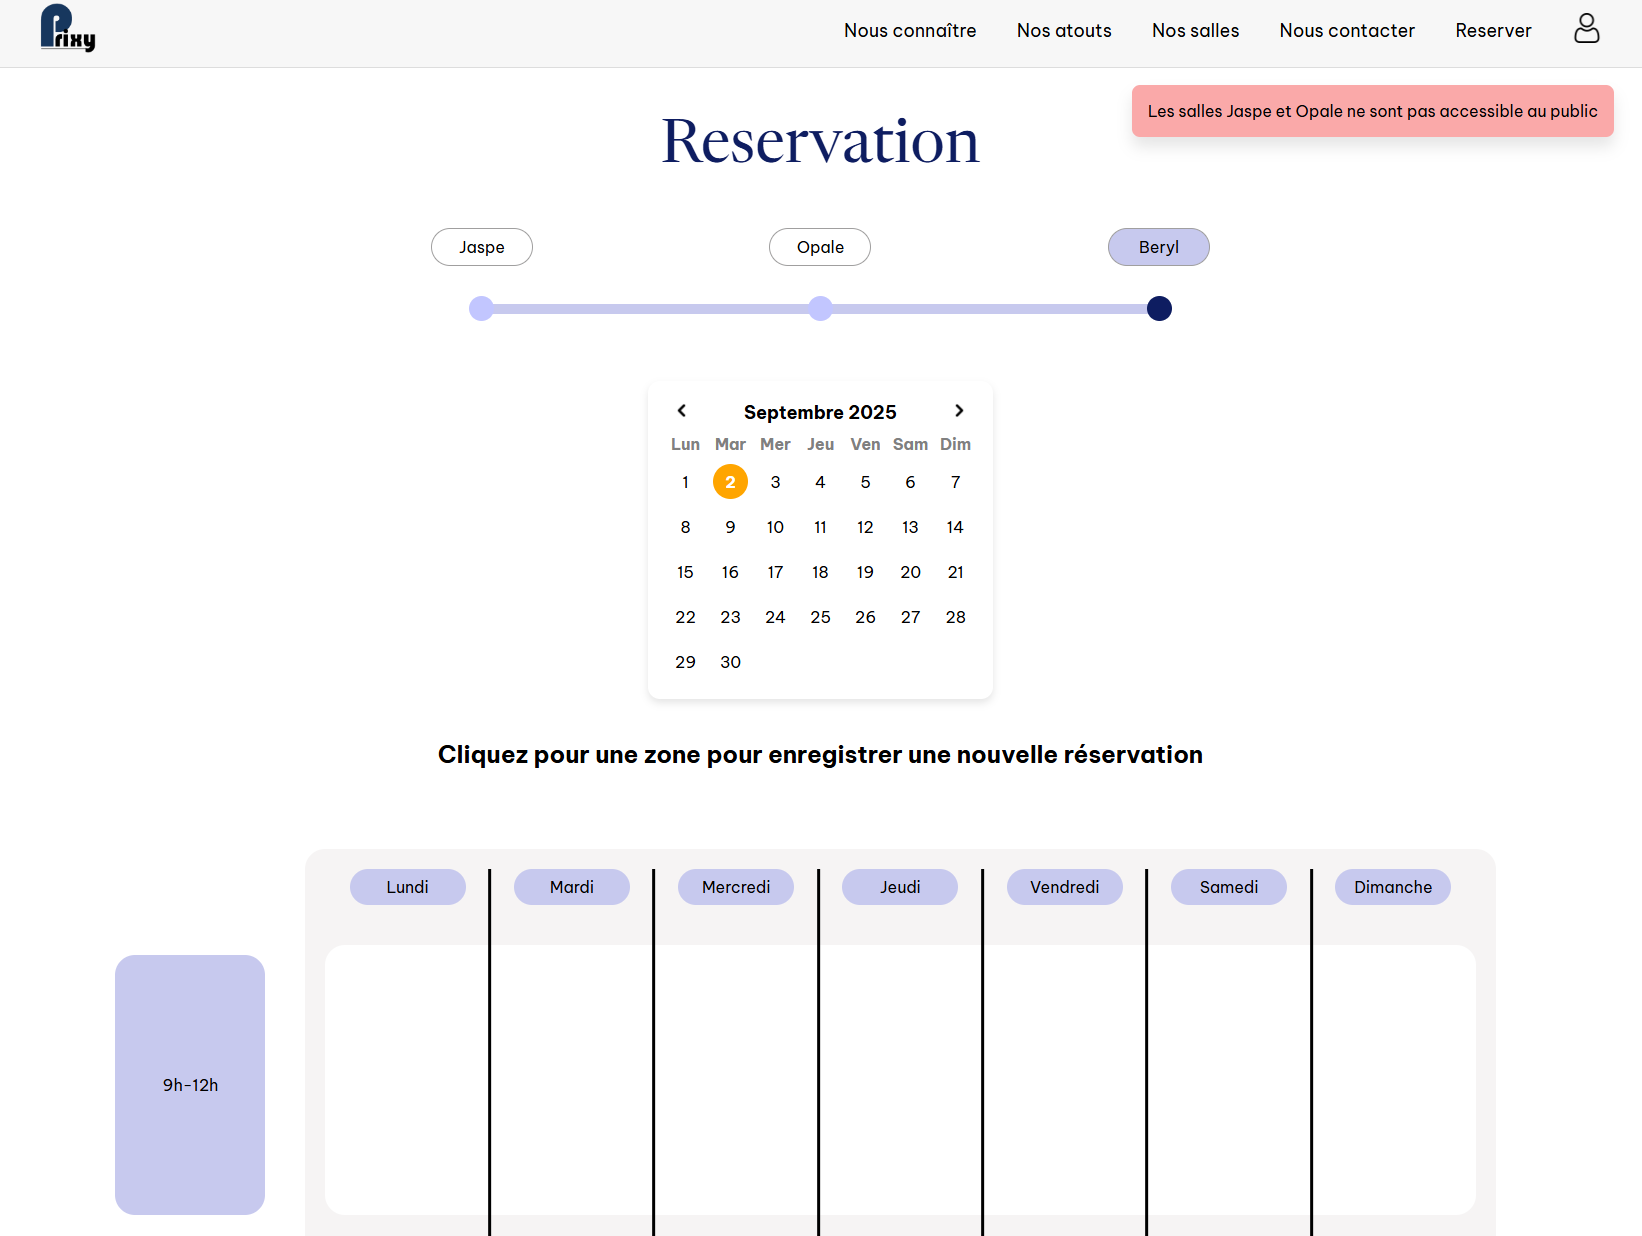 Prixy
Nous connaître Nos atouts Nos salles Nous contacter Reserver
Les salles Jaspe et Opale ne sont pas accessible au public
Reservation
Jaspe Opale Beryl
Septembre 2025
Lun Mar Mer Jeu Ven Sam Dim
1 2 3 4 5 6 7
8 9 10 11 12 13 14
15 16 17 18 19 20 21
22 23 24 25 26 27 28
29 30
Cliquez pour une zone pour enregistrer une nouvelle réservation
Lundi Mardi Mercredi Jeudi Vendredi Samedi Dimanche
9h-12h